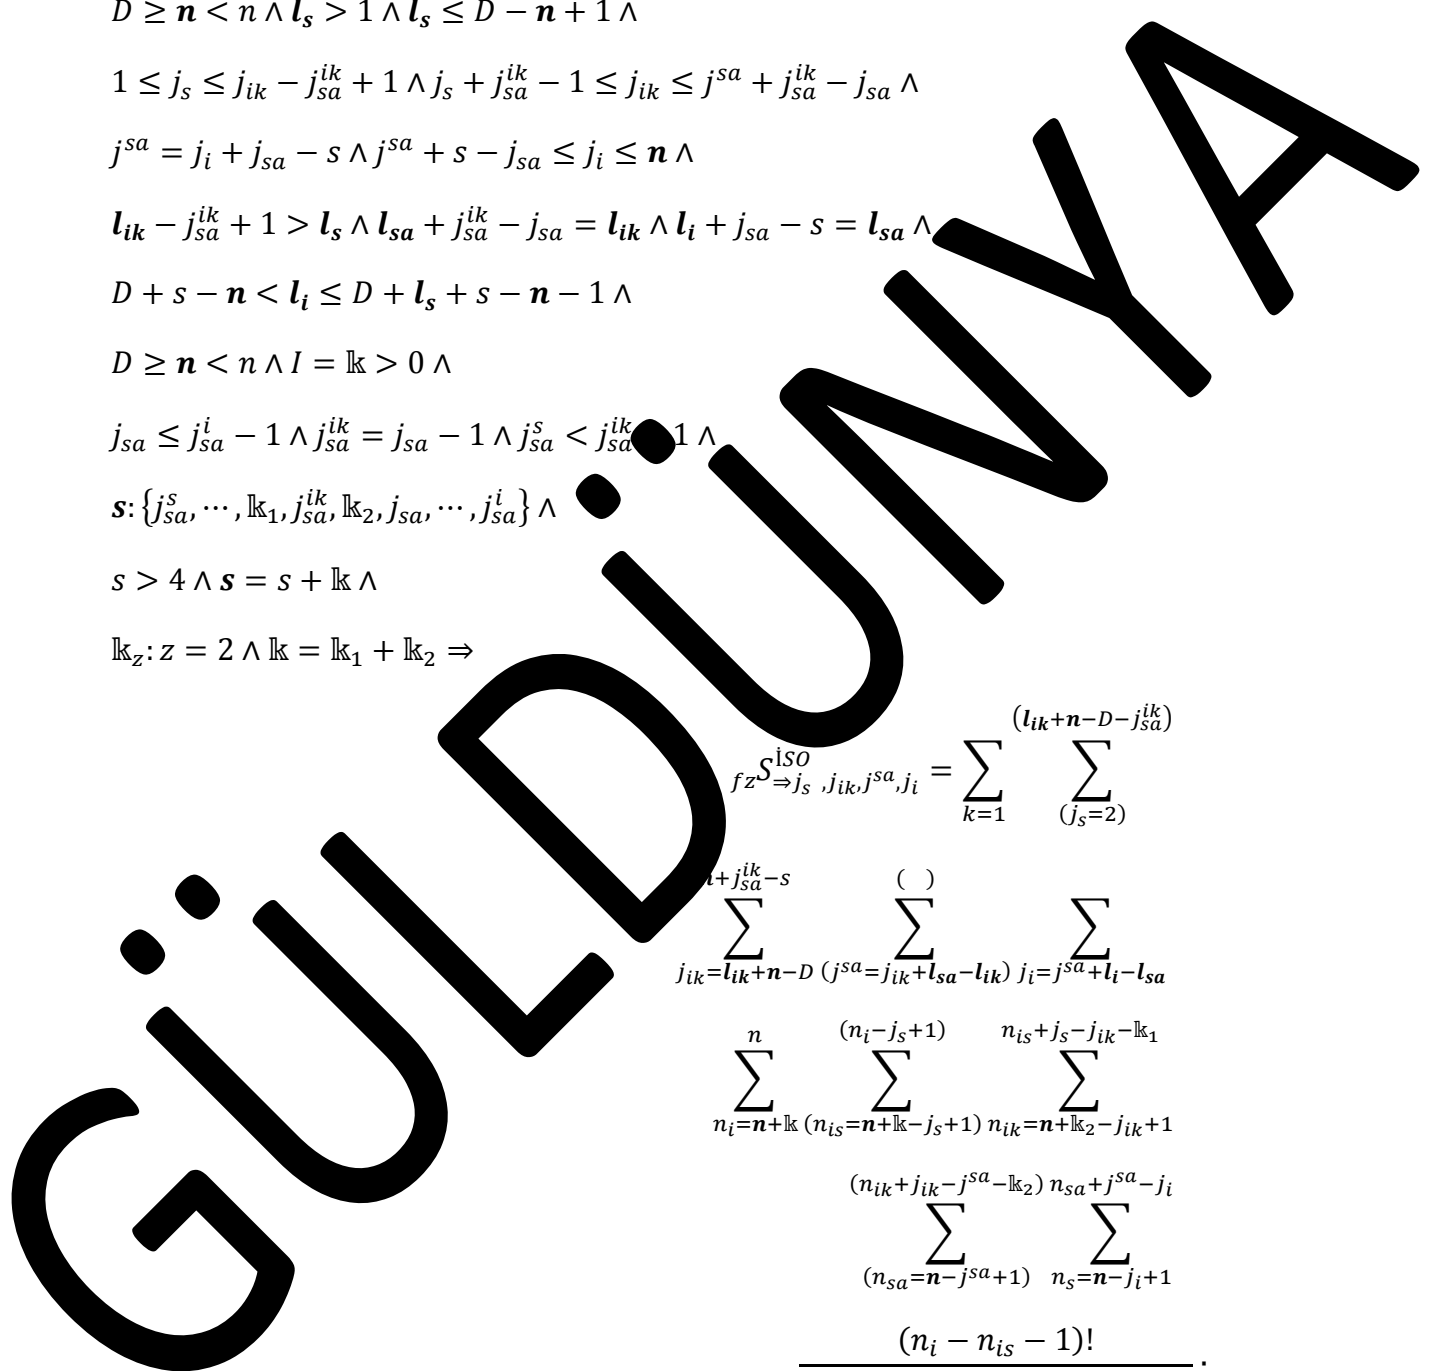 D ≥ n < n ∧ l_s > 1 ∧ l_s ≤ D − n + 1 ∧
1 ≤ j_s ≤ j_{ik} − j_{sa}^{ik} + 1 ∧ j_s + j_{sa}^{ik} − 1 ≤ j_{ik} ≤ j^{sa} + j_{sa}^{ik} − j_{sa} ∧
j^{sa} = j_i + j_{sa} − s ∧ j^{sa} + s − j_{sa} ≤ j_i ≤ n ∧
l_{ik} − j_{sa}^{ik} + 1 > l_s ∧ l_{sa} + j_{sa}^{ik} − j_{sa} = l_{ik} ∧ l_i + j_{sa} − s = l_{sa} ∧
D + s − n < l_i ≤ D + l_s + s − n − 1 ∧
D ≥ n < n ∧ I = 𝕜 > 0 ∧
j_{sa} ≤ j_{sa}^{i} − 1 ∧ j_{sa}^{ik} = j_{sa} − 1 ∧ j_{sa}^{s} < j_{sa}^{ik} 1 ∧
s: {j_{sa}^{s}, ⋯, 𝕜_1, j_{sa}^{ik}, 𝕜_2, j_{sa}, ⋯, j_{sa}^{i}} ∧
s > 4 ∧ s = s + 𝕜 ∧
𝕜_z: z = 2 ∧ 𝕜 = 𝕜_1 + 𝕜_2 ⇒
_{fz}S_{⇒j_s ,j_{ik},j^{sa},j_i}^{İSO} = ∑_{k=1} ∑_{(j_s=2)}^{(l_{ik}+n−D−j_{sa}^{ik})}
∑_{j_{ik}=l_{ik}+n−D}^{+j_{sa}^{ik}−s} ∑_{(j^{sa}=j_{ik}+l_{sa}−l_{ik})}^{( )} ∑_{j_i=j^{sa}+l_i−l_{sa}}
∑_{n_i=n+𝕜}^{n} ∑_{(n_{is}=n+𝕜−j_s+1)}^{(n_i−j_s+1)} ∑_{n_{ik}=n+𝕜_2−j_{ik}+1}^{n_{is}+j_s−j_{ik}−𝕜_1}
∑_{(n_{sa}=n−j^{sa}+1)}^{(n_{ik}+j_{ik}−j^{sa}−𝕜_2)} ∑_{n_s=n−j_i+1}^{n_{sa}+j^{sa}−j_i}
(n_i − n_{is} − 1)! .
GÜLDÜNYA